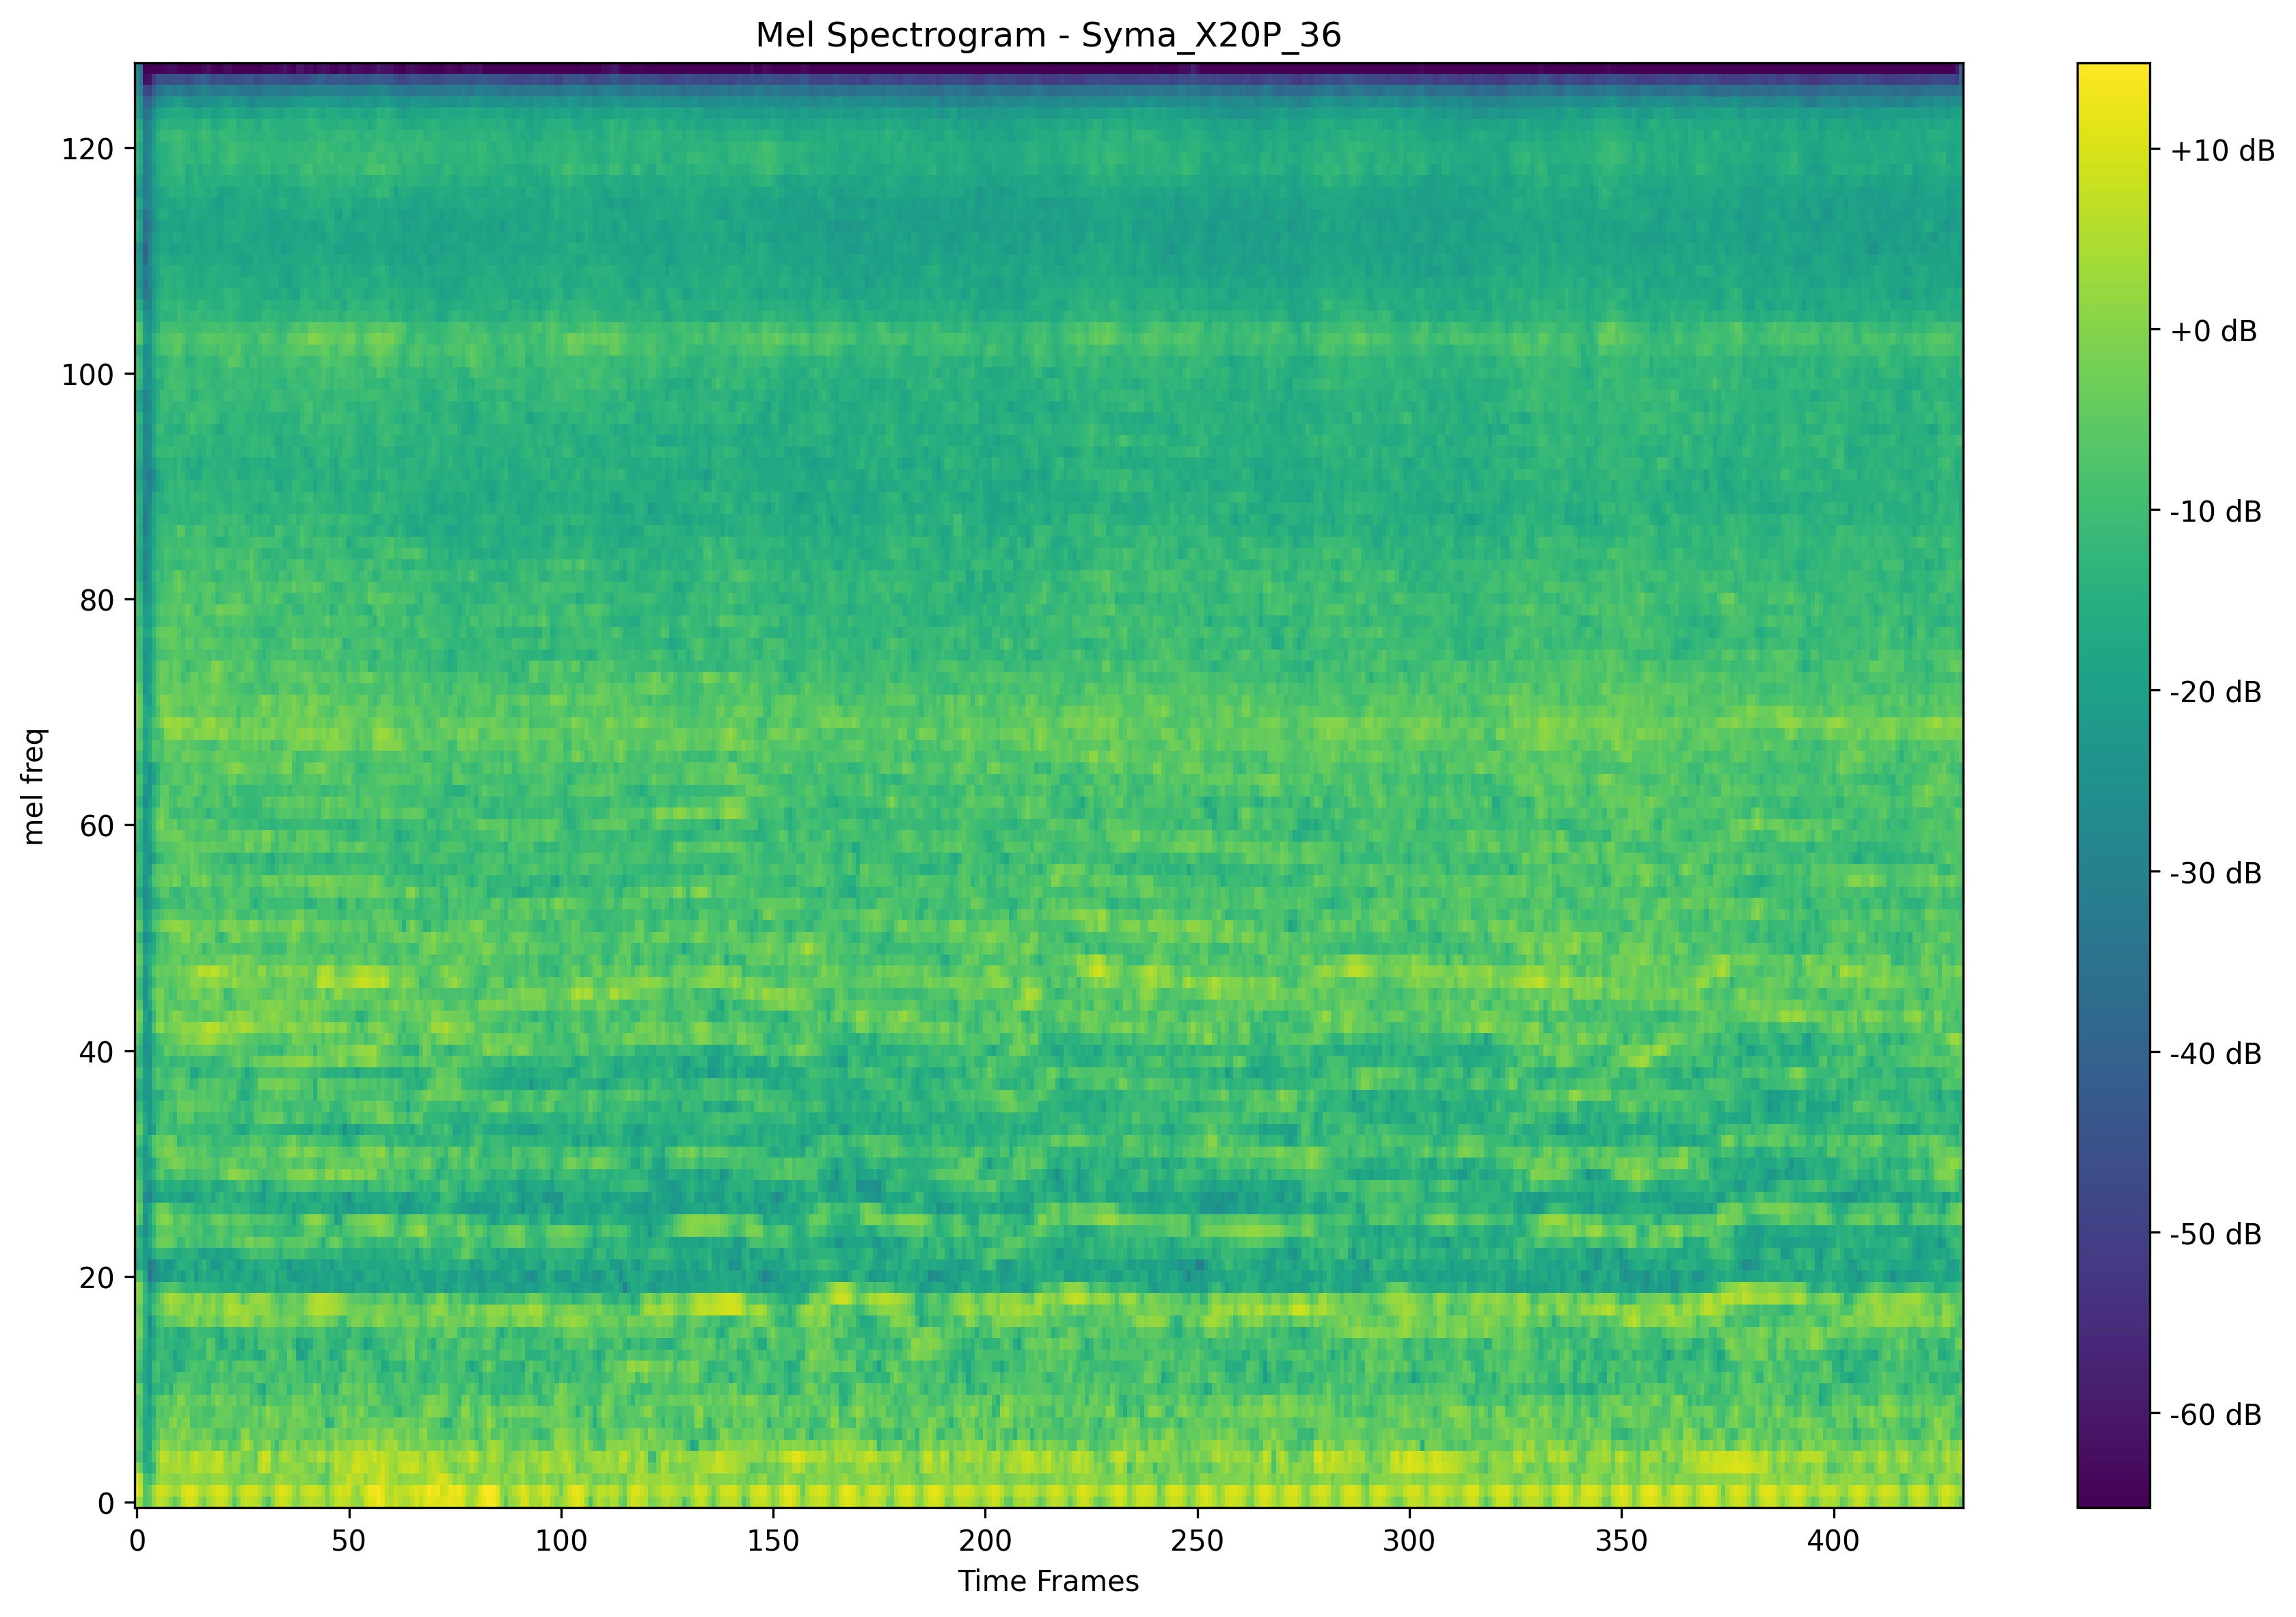 Mel Spectrogram - Syma_X20P_36
mel freq
120
100
80
60
40
20
0
0 50 100 150 200 250 300 350 400
Time Frames
+10 dB
+0 dB
-10 dB
-20 dB
-30 dB
-40 dB
-50 dB
-60 dB